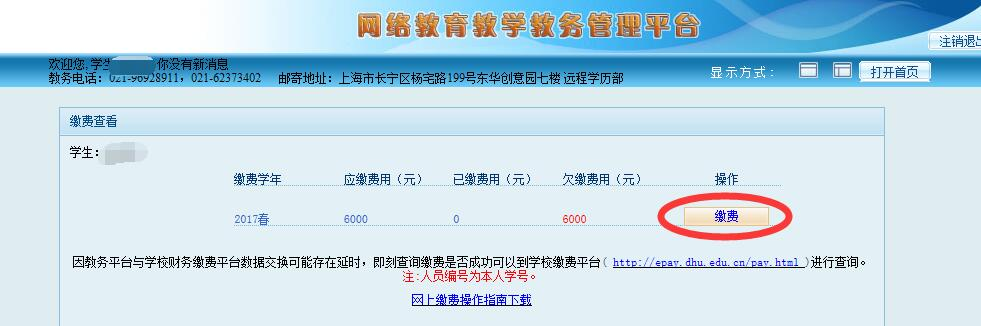 网络教育教学教务管理平台
注销退出
欢迎您,学生 你没有新消息
教务电话：021-96928911，021-62373402 邮寄地址：上海市长宁区杨宅路199号东华创意园七楼 远程学历部
显示方式： 打开首页
缴费查看
学生：
缴费学年 应缴费用（元） 已缴费用（元） 欠缴费用（元） 操作
2017春 6000 0 6000 缴费
因教务平台与学校财务缴费平台数据交换可能存在延时，即刻查询缴费是否成功可以到学校缴费平台( http://epay.dhu.edu.cn/pay.html )进行查询。
注:人员编号为本人学号。
网上缴费操作指南下载